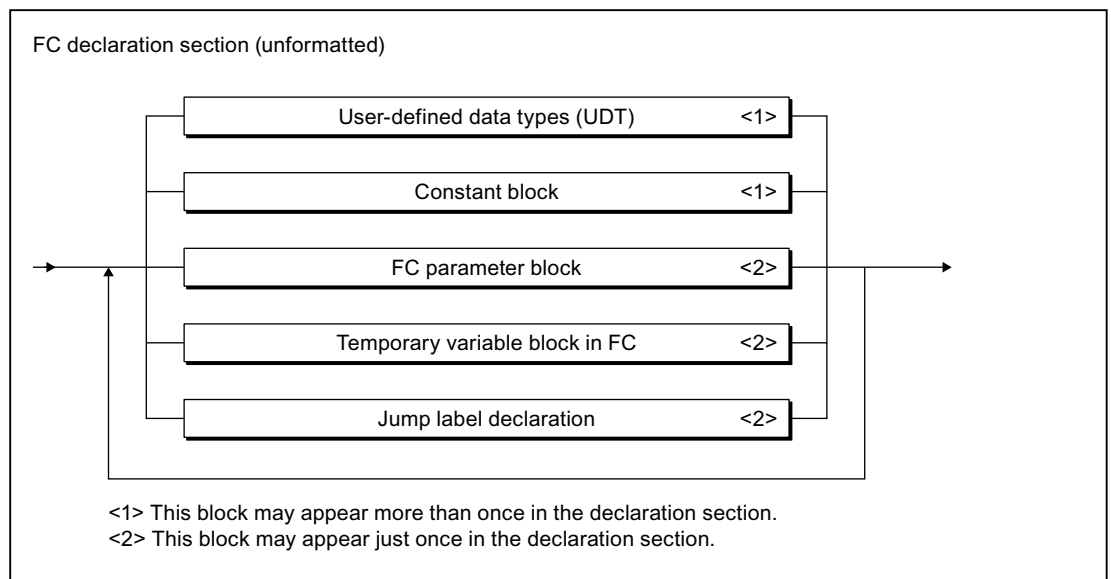 FC declaration section (unformatted)
User-defined data types (UDT) <1>
Constant block <1>
FC parameter block <2>
Temporary variable block in FC <2>
Jump label declaration <2>
<1> This block may appear more than once in the declaration section.
<2> This block may appear just once in the declaration section.